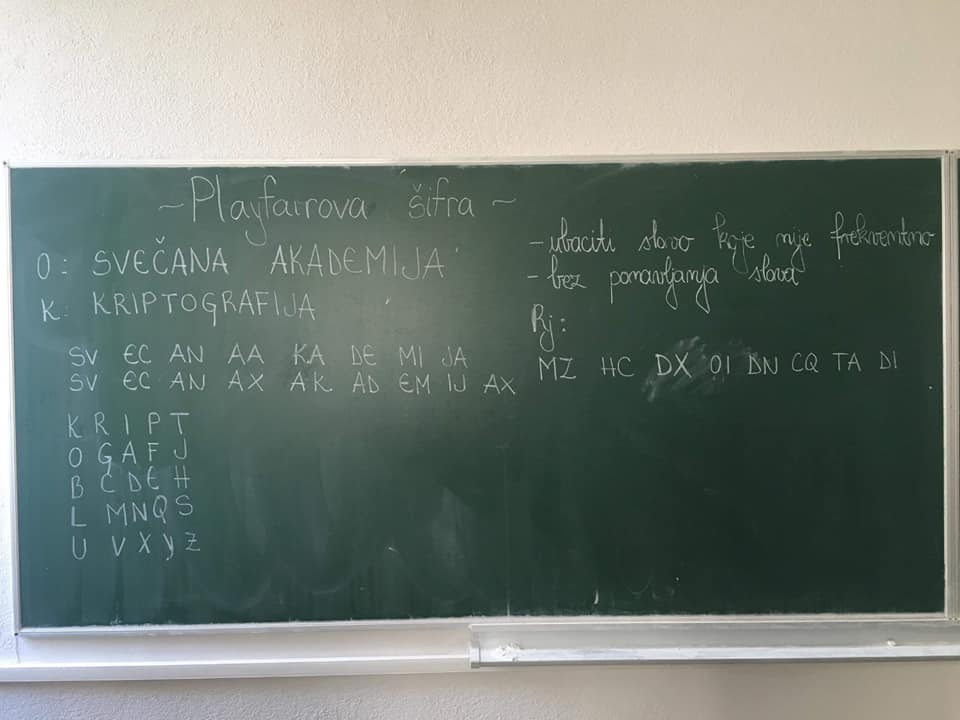 ~ Playfairova šifra ~
O: SVEČANA AKADEMIJA
K: KRIPTOGRAFIJA
SV EC AN AA KA DE MI JA
SV EC AN AX AK AD EM IJ AX
K R I P T
O G A F J
B C D E H
L M N Q S
U V X Y Z
- ubaciti slovo koje nije frekventno
- bez ponavljanja slova
Rj:
MZ HC DX OI DN CQ TA DI